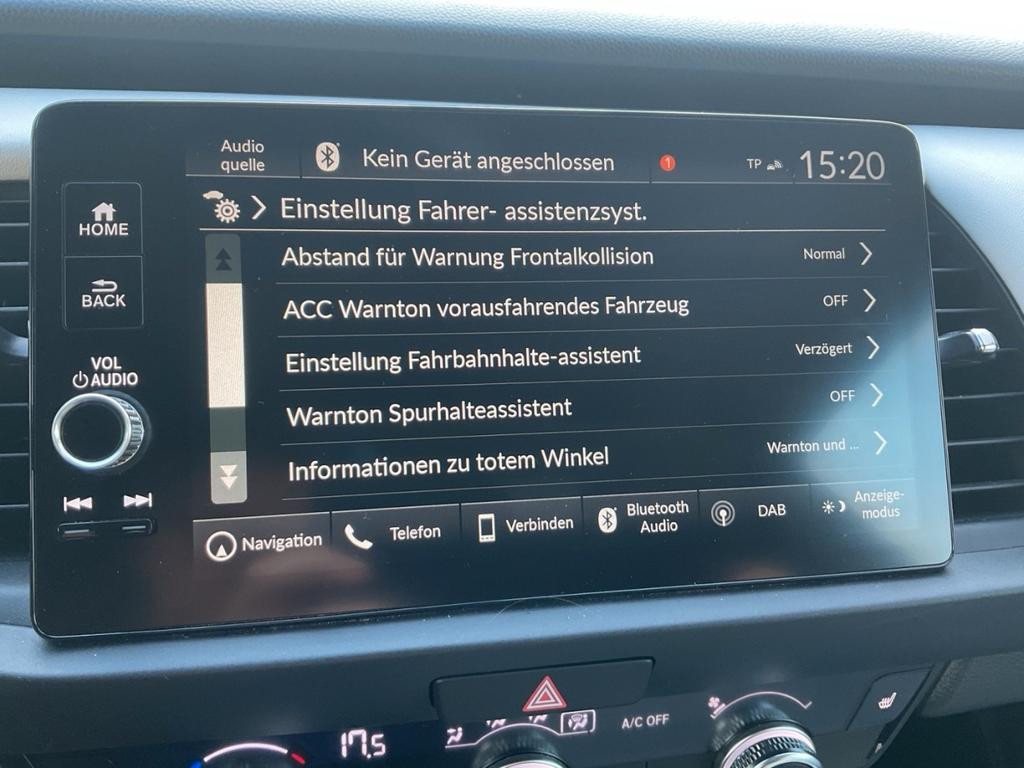 Audio
quelle
Kein Gerät angeschlossen
1
TP
15:20
HOME
BACK
VOL
AUDIO
Einstellung Fahrer- assistenzsyst.
Abstand für Warnung Frontalkollision Normal
ACC Warnton vorausfahrendes Fahrzeug OFF
Einstellung Fahrbahnhalte-assistent Verzögert
Warnton Spurhalteassistent OFF
Informationen zu totem Winkel Warnton und ...
Navigation
Telefon
Verbinden
Bluetooth
Audio
DAB
Anzeige-
modus
17.5
A/C OFF